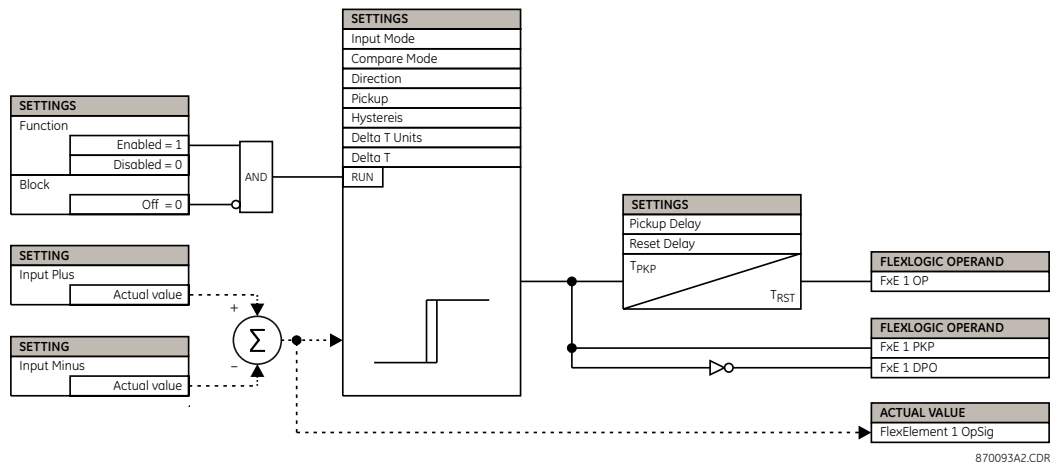 SETTINGS
Function
Enabled = 1
Disabled = 0
Block
Off = 0
AND
SETTING
Input Plus
Actual value
SETTING
Input Minus
Actual value
+
Σ
−
SETTINGS
Input Mode
Compare Mode
Direction
Pickup
Hystereis
Delta T Units
Delta T
RUN
SETTINGS
Pickup Delay
Reset Delay
TPKP
TRST
FLEXLOGIC OPERAND
FxE 1 OP
FLEXLOGIC OPERAND
FxE 1 PKP
FxE 1 DPO
ACTUAL VALUE
FlexElement 1 OpSig
870093A2.CDR